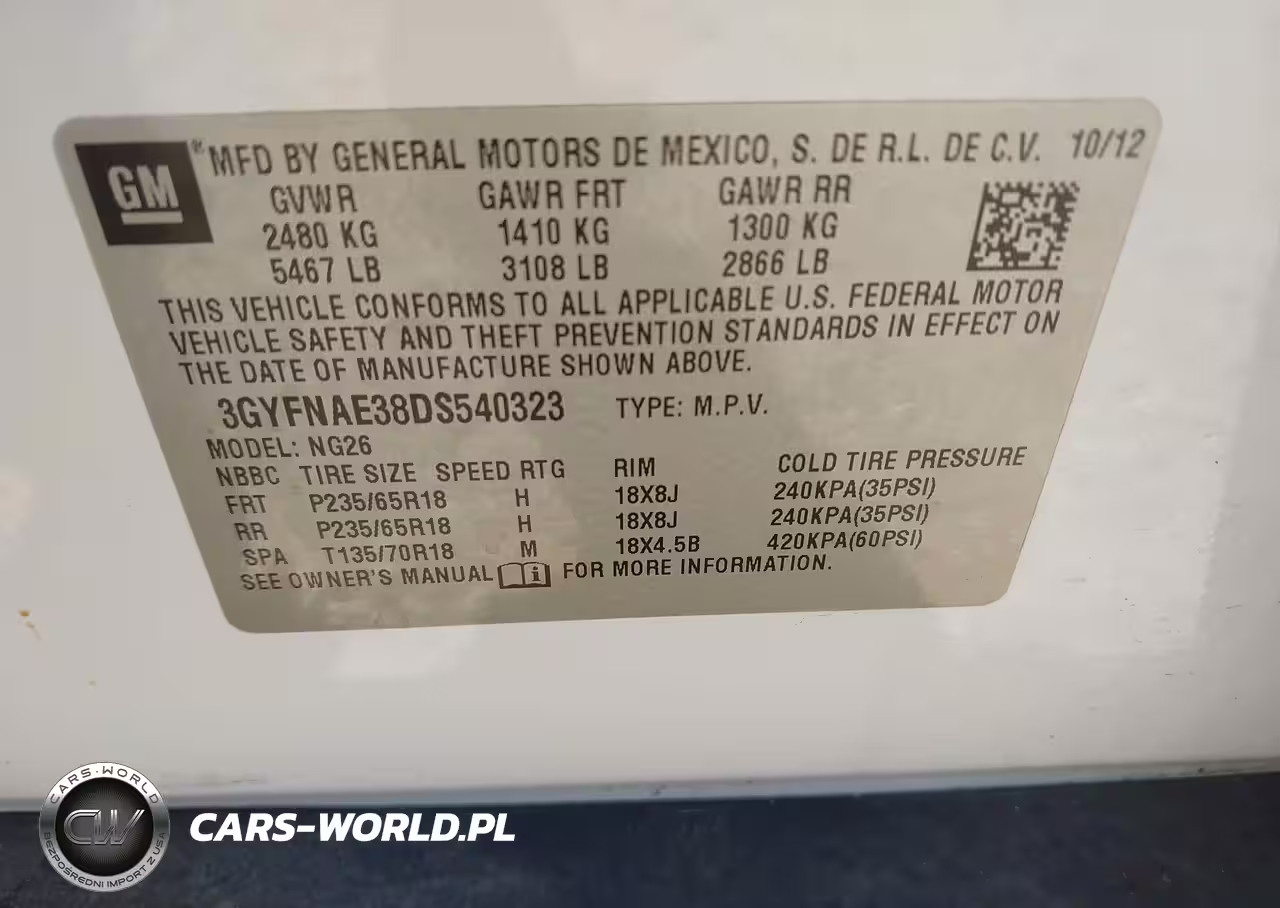 GM ® MFD BY GENERAL MOTORS DE MEXICO, S. DE R.L. DE C.V. 10/12
GVWR GAWR FRT GAWR RR
2480 KG 1410 KG 1300 KG
5467 LB 3108 LB 2866 LB
THIS VEHICLE CONFORMS TO ALL APPLICABLE U.S. FEDERAL MOTOR
VEHICLE SAFETY AND THEFT PREVENTION STANDARDS IN EFFECT ON
THE DATE OF MANUFACTURE SHOWN ABOVE.
3GYFNAE38DS540323 TYPE: M.P.V.
MODEL: NG26
NBBC TIRE SIZE SPEED RTG RIM COLD TIRE PRESSURE
FRT P235/65R18 H 18X8J 240KPA(35PSI)
RR P235/65R18 H 18X8J 240KPA(35PSI)
SPA T135/70R18 M 18X4.5B 420KPA(60PSI)
SEE OWNER'S MANUAL i FOR MORE INFORMATION.
CARS-WORLD
CW
BEZPOŚREDNI IMPORT Z USA
CARS-WORLD.PL